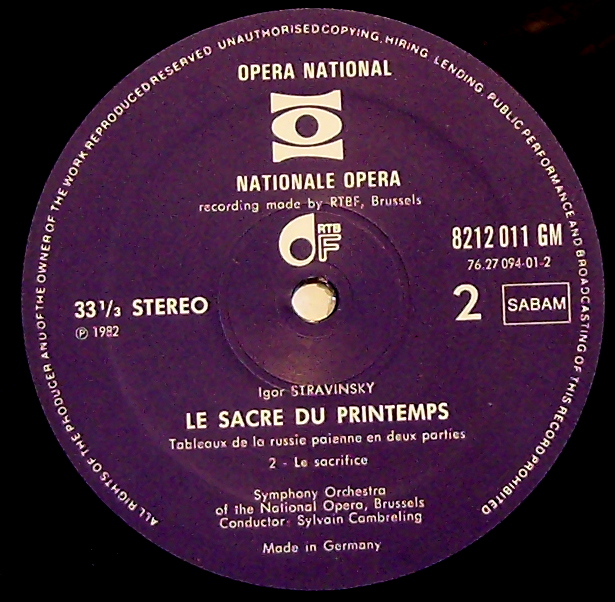 ALL RIGHTS OF THE PRODUCER AND OF THE OWNER OF THE WORK REPRODUCED RESERVED UNAUTHORISED COPYING, HIRING, LENDING, PUBLIC PERFORMANCE AND BROADCASTING OF THIS RECORD PROHIBITED
OPERA NATIONAL
NATIONALE OPERA
recording made by RTBF, Brussels
RTB
F
8212 011 GM
76.27 094-01-2
33 1/3 STEREO
2
SABAM
℗ 1982
Igor STRAVINSKY
LE SACRE DU PRINTEMPS
Tableaux de la russie paienne en deux parties
2 - Le sacrifice
Symphony Orchestra
of the National Opera, Brussels
Conductor: Sylvain Cambreling
Made in Germany